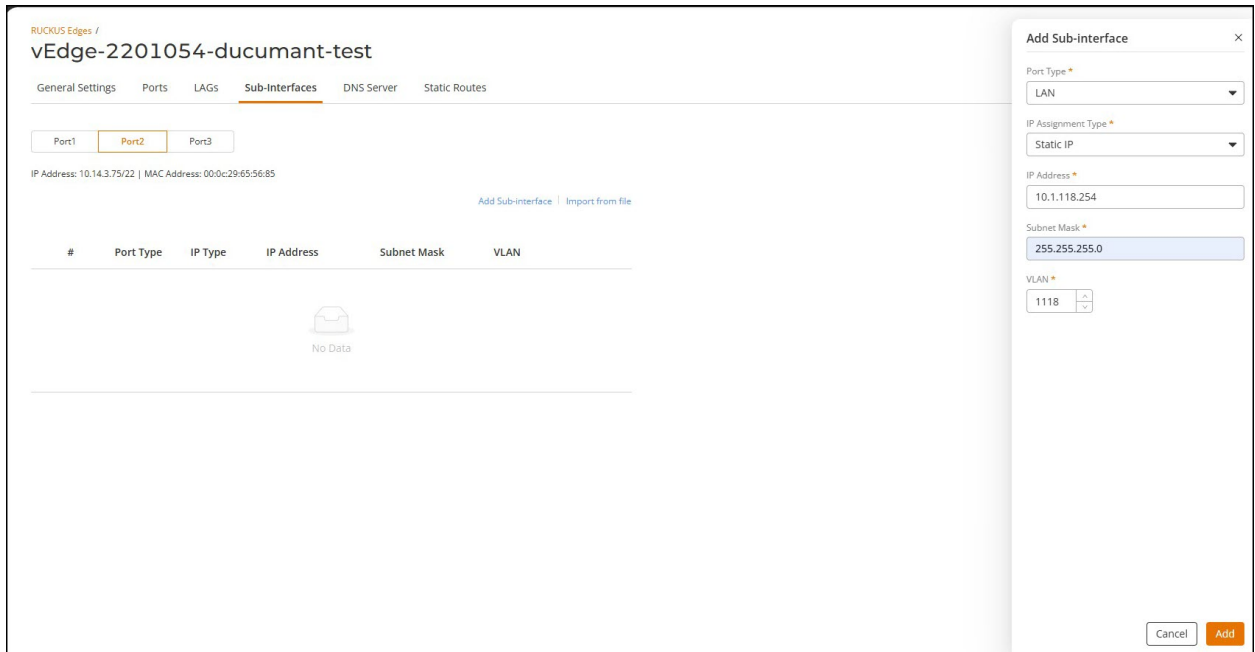 RUCKUS Edges /
vEdge-2201054-ducumant-test
General Settings Ports LAGs Sub-Interfaces DNS Server Static Routes
Port1 Port2 Port3
IP Address: 10.14.3.75/22 | MAC Address: 00:0c:29:65:56:85
Add Sub-interface | Import from file
# Port Type IP Type IP Address Subnet Mask VLAN
No Data
Add Sub-interface
Port Type *
LAN
IP Assignment Type *
Static IP
IP Address *
10.1.118.254
Subnet Mask *
255.255.255.0
VLAN *
1118
Cancel Add